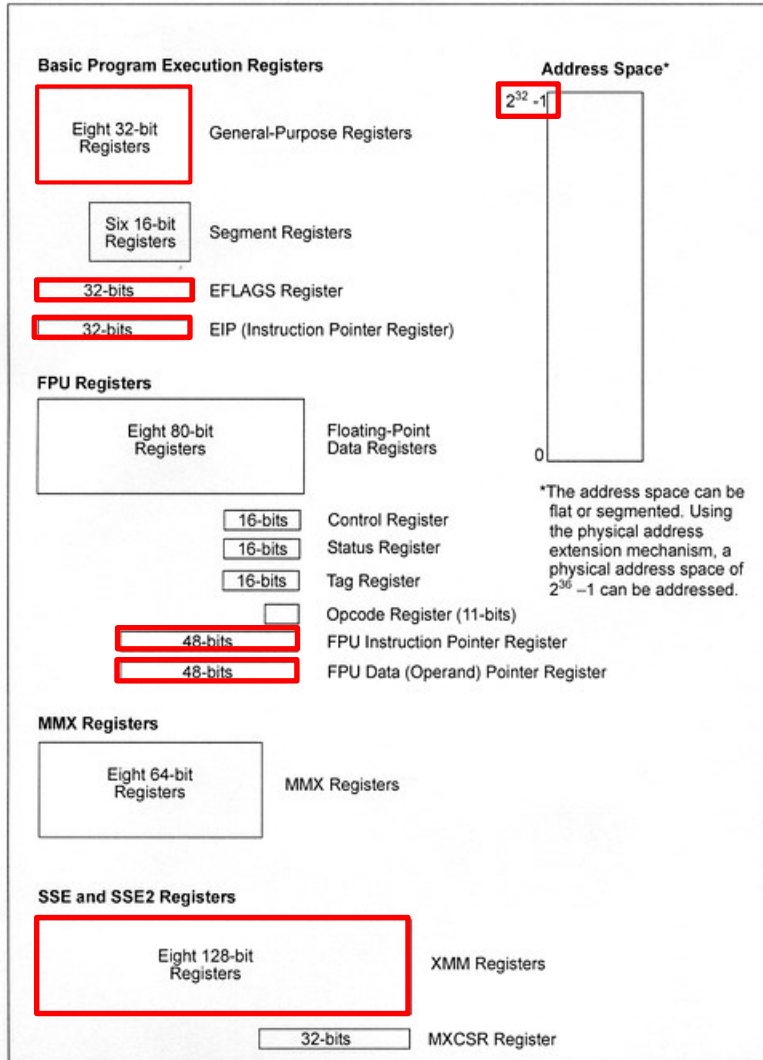 Basic Program Execution Registers
Address Space*
2³² -1
Eight 32-bit
Registers
General-Purpose Registers
Six 16-bit
Registers
Segment Registers
32-bits
EFLAGS Register
32-bits
EIP (Instruction Pointer Register)
FPU Registers
Eight 80-bit
Registers
Floating-Point
Data Registers
0
*The address space can be
flat or segmented. Using
the physical address
extension mechanism, a
physical address space of
2³⁶ –1 can be addressed.
16-bits
Control Register
16-bits
Status Register
16-bits
Tag Register
Opcode Register (11-bits)
48-bits
FPU Instruction Pointer Register
48-bits
FPU Data (Operand) Pointer Register
MMX Registers
Eight 64-bit
Registers
MMX Registers
SSE and SSE2 Registers
Eight 128-bit
Registers
XMM Registers
32-bits
MXCSR Register